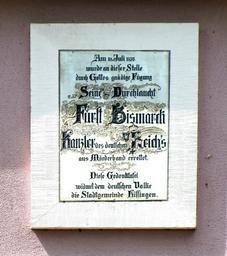 Am 13. Juli 1874
wurde an dieser Stelle
durch Gottes gnädige Fügung
Seine Durchlaucht
Fürst Bismarck
Kanzler des deutschen Reichs
aus Mörderhand errettet.
Diese Gedenktafel
widmet dem deutschen Volke
die Stadtgemeinde Kissingen.